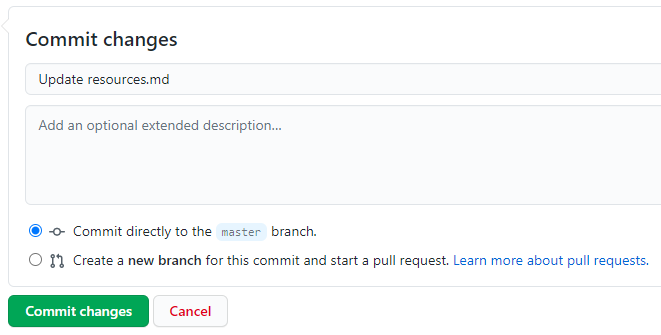 Commit changes
Update resources.md
Add an optional extended description...
Commit directly to the master branch.
Create a new branch for this commit and start a pull request. Learn more about pull requests.
Commit changes Cancel